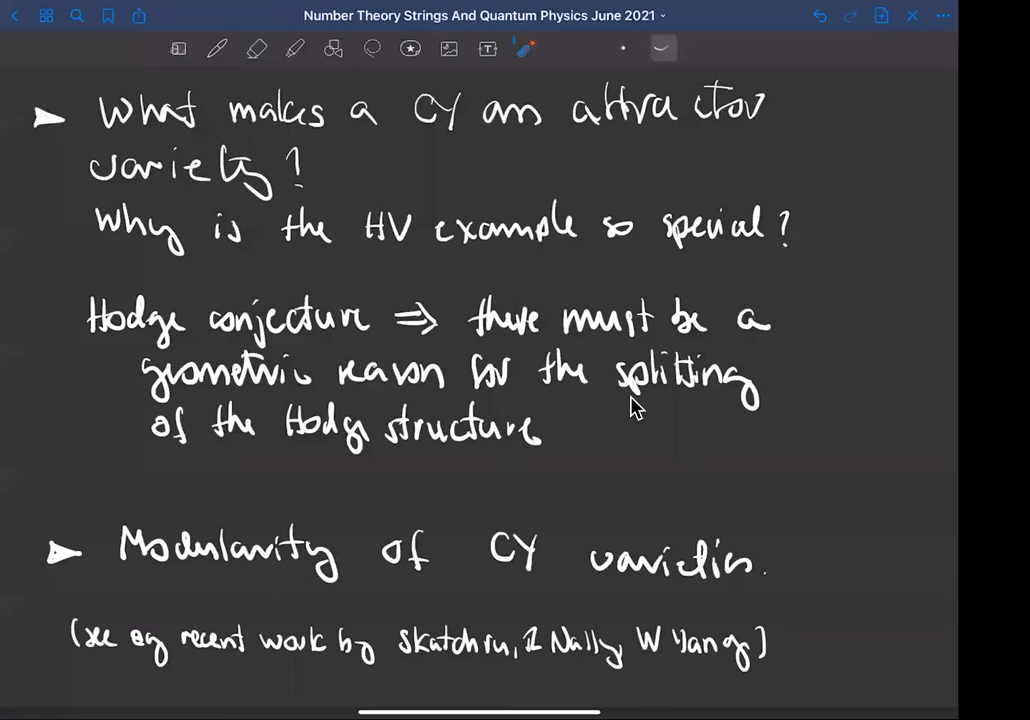 Number Theory Strings And Quantum Physics June 2021
What makes a CY an attractor
variety?
Why is the HV example so special?
Hodge conjecture ⇒ there must be a
geometric reason for the splitting
of the Hodge structure
Modularity of CY varieties.
(see eg recent work by S Kachru, R Nally W Yang)